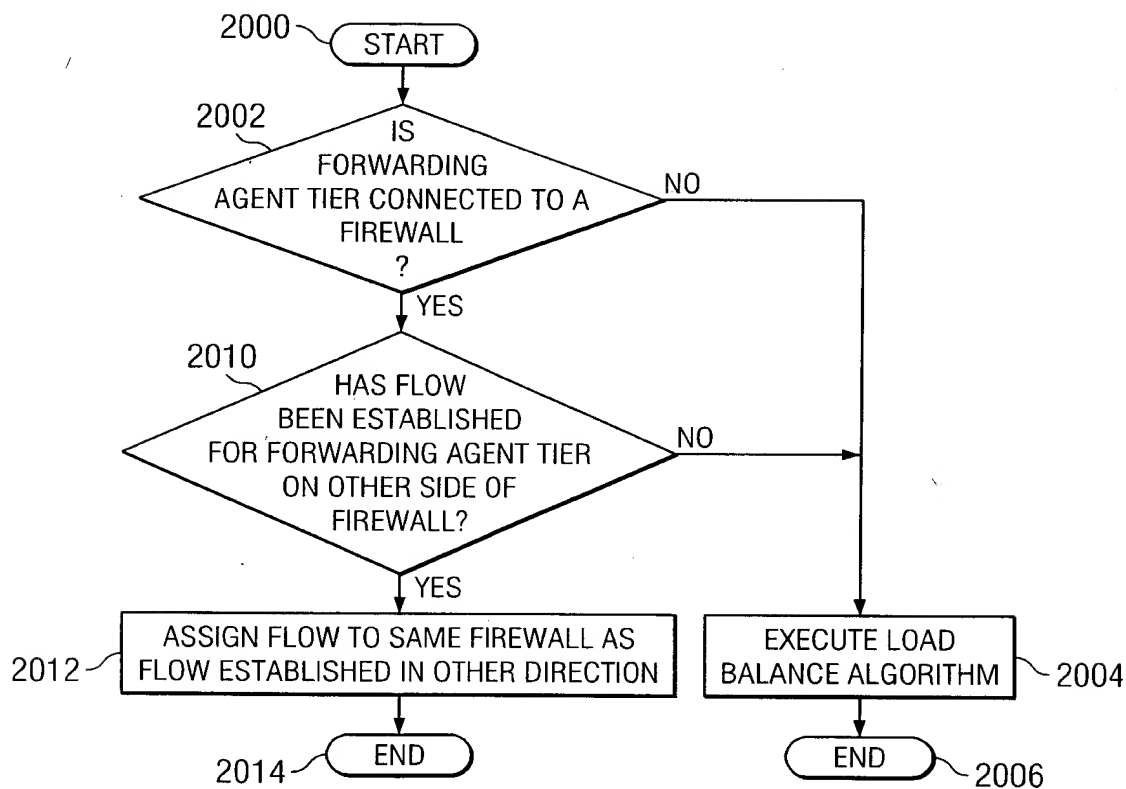 2000
START
2002
IS
FORWARDING
AGENT TIER CONNECTED TO A
FIREWALL
?
NO
YES
2010
HAS FLOW
BEEN ESTABLISHED
FOR FORWARDING AGENT TIER
ON OTHER SIDE OF
FIREWALL?
NO
YES
2012
ASSIGN FLOW TO SAME FIREWALL AS
FLOW ESTABLISHED IN OTHER DIRECTION
EXECUTE LOAD
BALANCE ALGORITHM
2004
END
2014
END
2006